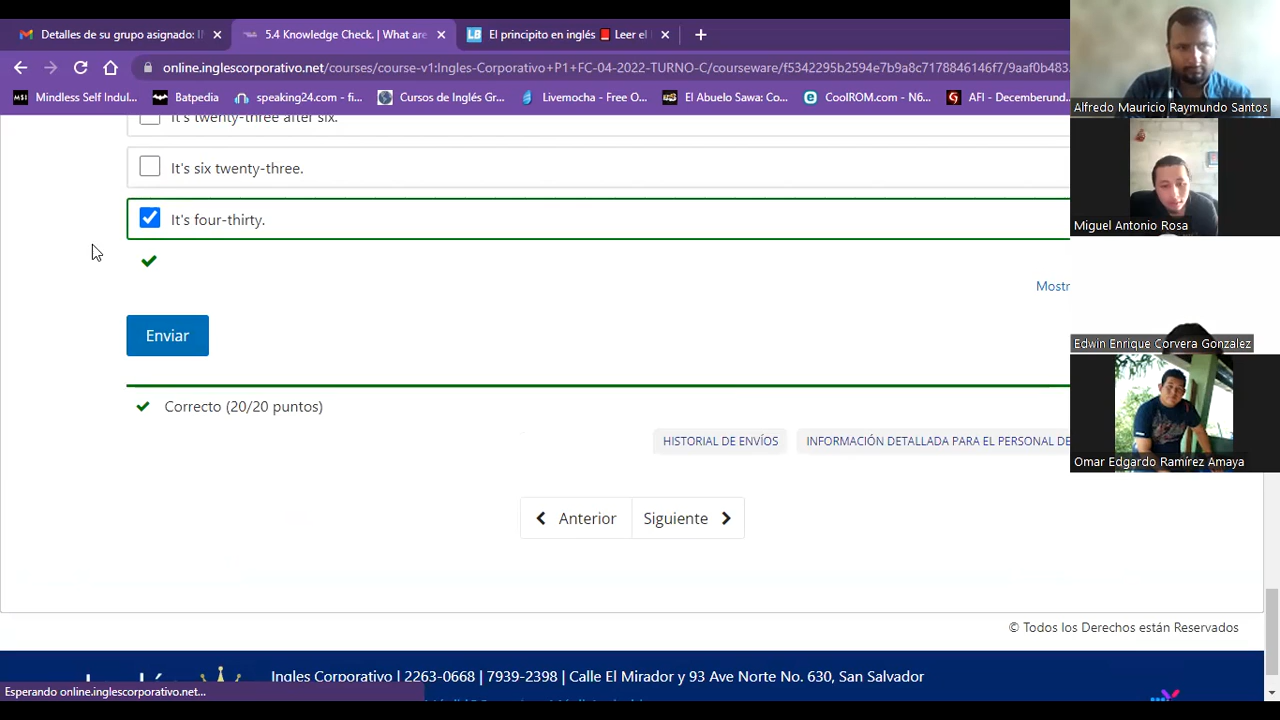 Detalles de su grupo asignado: I
5.4 Knowledge Check. | What are
El principito en inglés 📕 Leer el
online.inglescorporativo.net/courses/course-v1:Ingles-Corporativo+P1+FC-04-2022-TURNO-C/courseware/f5342295b2594e7b9a8c7178846146f7/9aaf0b483
Mindless Self Indul...
Batpedia
speaking24.com - fi...
Cursos de Inglés Gr...
Livemocha - Free O...
El Abuelo Sawa: Co...
CoolROM.com - N6...
AFI - Decemberund...
It's twenty-three after six.
It's six twenty-three.
It's four-thirty.
Mostr
Enviar
Correcto (20/20 puntos)
HISTORIAL DE ENVÍOS
INFORMACIÓN DETALLADA PARA EL PERSONAL DE
Anterior
Siguiente
© Todos los Derechos están Reservados
Ingles Corporativo | 2263-0668 | 7939-2398 | Calle El Mirador y 93 Ave Norte No. 630, San Salvador
Esperando online.inglescorporativo.net...
Alfredo Mauricio Raymundo Santos
Miguel Antonio Rosa
Edwin Enrique Corvera Gonzalez
Omar Edgardo Ramírez Amaya